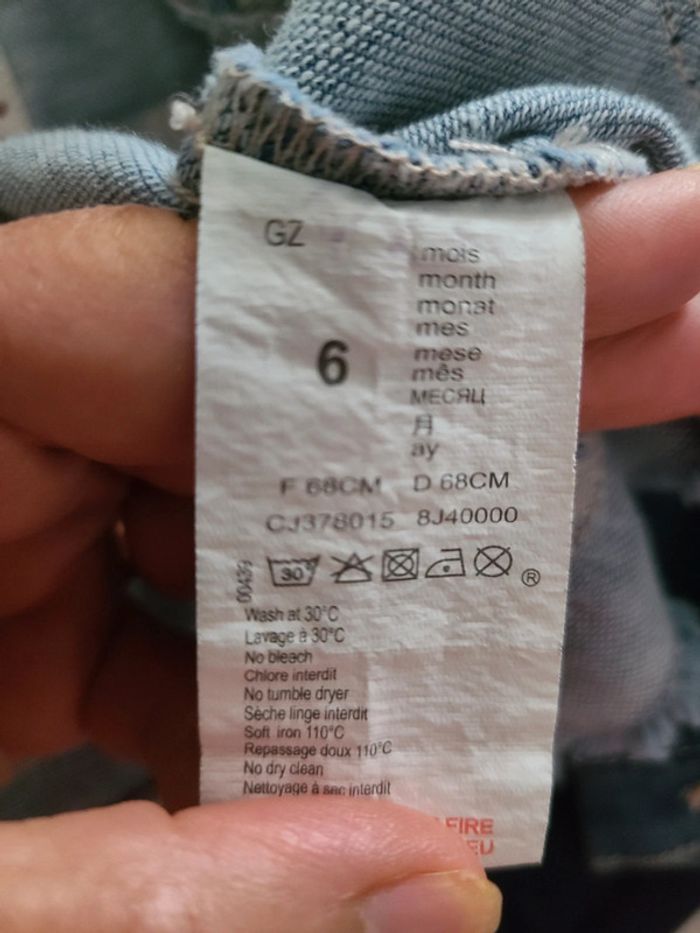 GZ
mois
month
monat
mes
6
mese
mês
МЕСЯЦ
月
ay
F 68CM D 68CM
CJ378015 8J40000
30°
®
Wash at 30°C
Lavage à 30°C
No bleach
Chlore interdit
No tumble dryer
Sèche linge interdit
Soft iron 110°C
Repassage doux 110°C
No dry clean
Nettoyage à sec interdit
FIRE